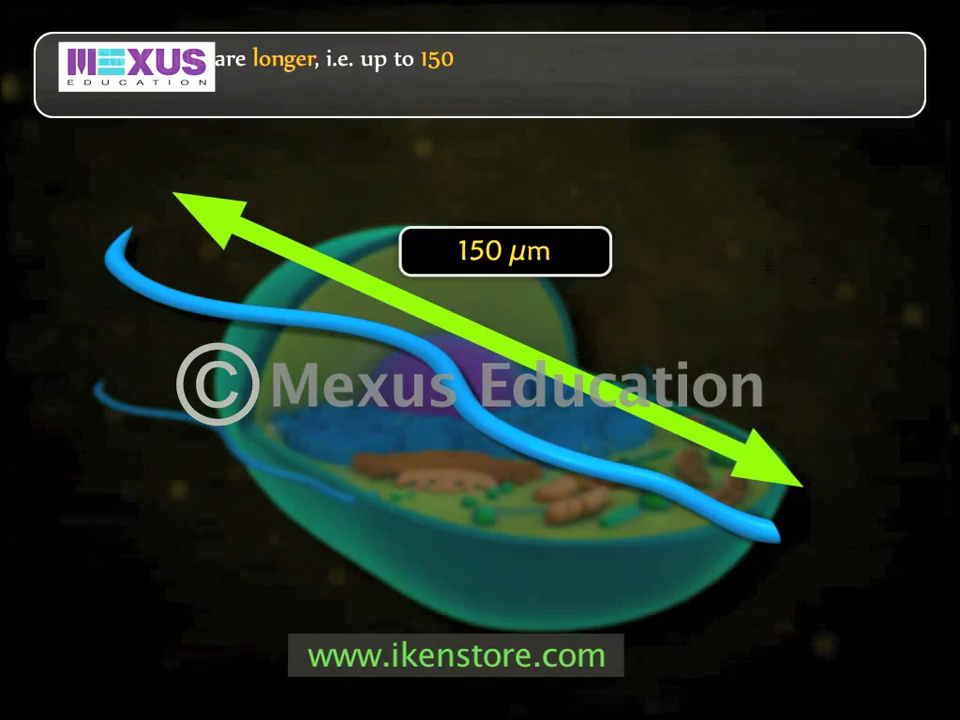 MEXUS
EDUCATION
are longer, i.e. up to 150
150 µm
© Mexus Education
www.ikenstore.com